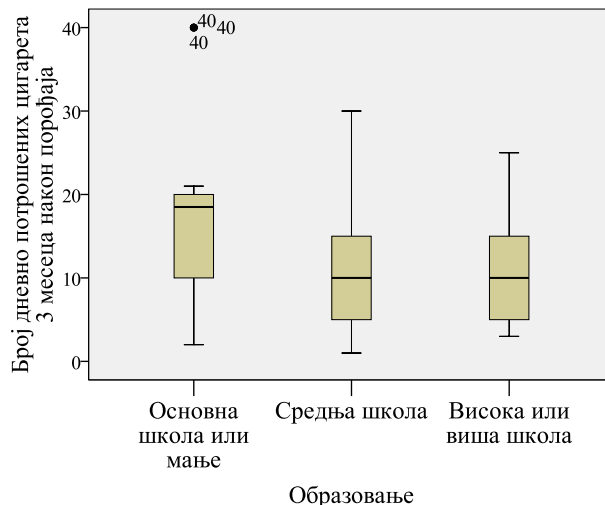 Број дневно потрошених цигарета
3 месеца након порођаја
40
30
20
10
0
40 40
40
Основна
школа или
мање
Средња школа
Висока или
виша школа
Образовање